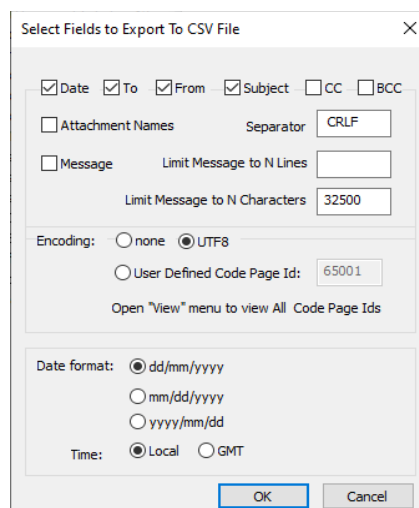 Select Fields to Export To CSV File
Date To From Subject CC BCC
Attachment Names Separator CRLF
Message Limit Message to N Lines
Limit Message to N Characters 32500
Encoding: none UTF8
User Defined Code Page Id: 65001
Open "View" menu to view All Code Page Ids
Date format: dd/mm/yyyy
mm/dd/yyyy
yyyy/mm/dd
Time: Local GMT
OK Cancel